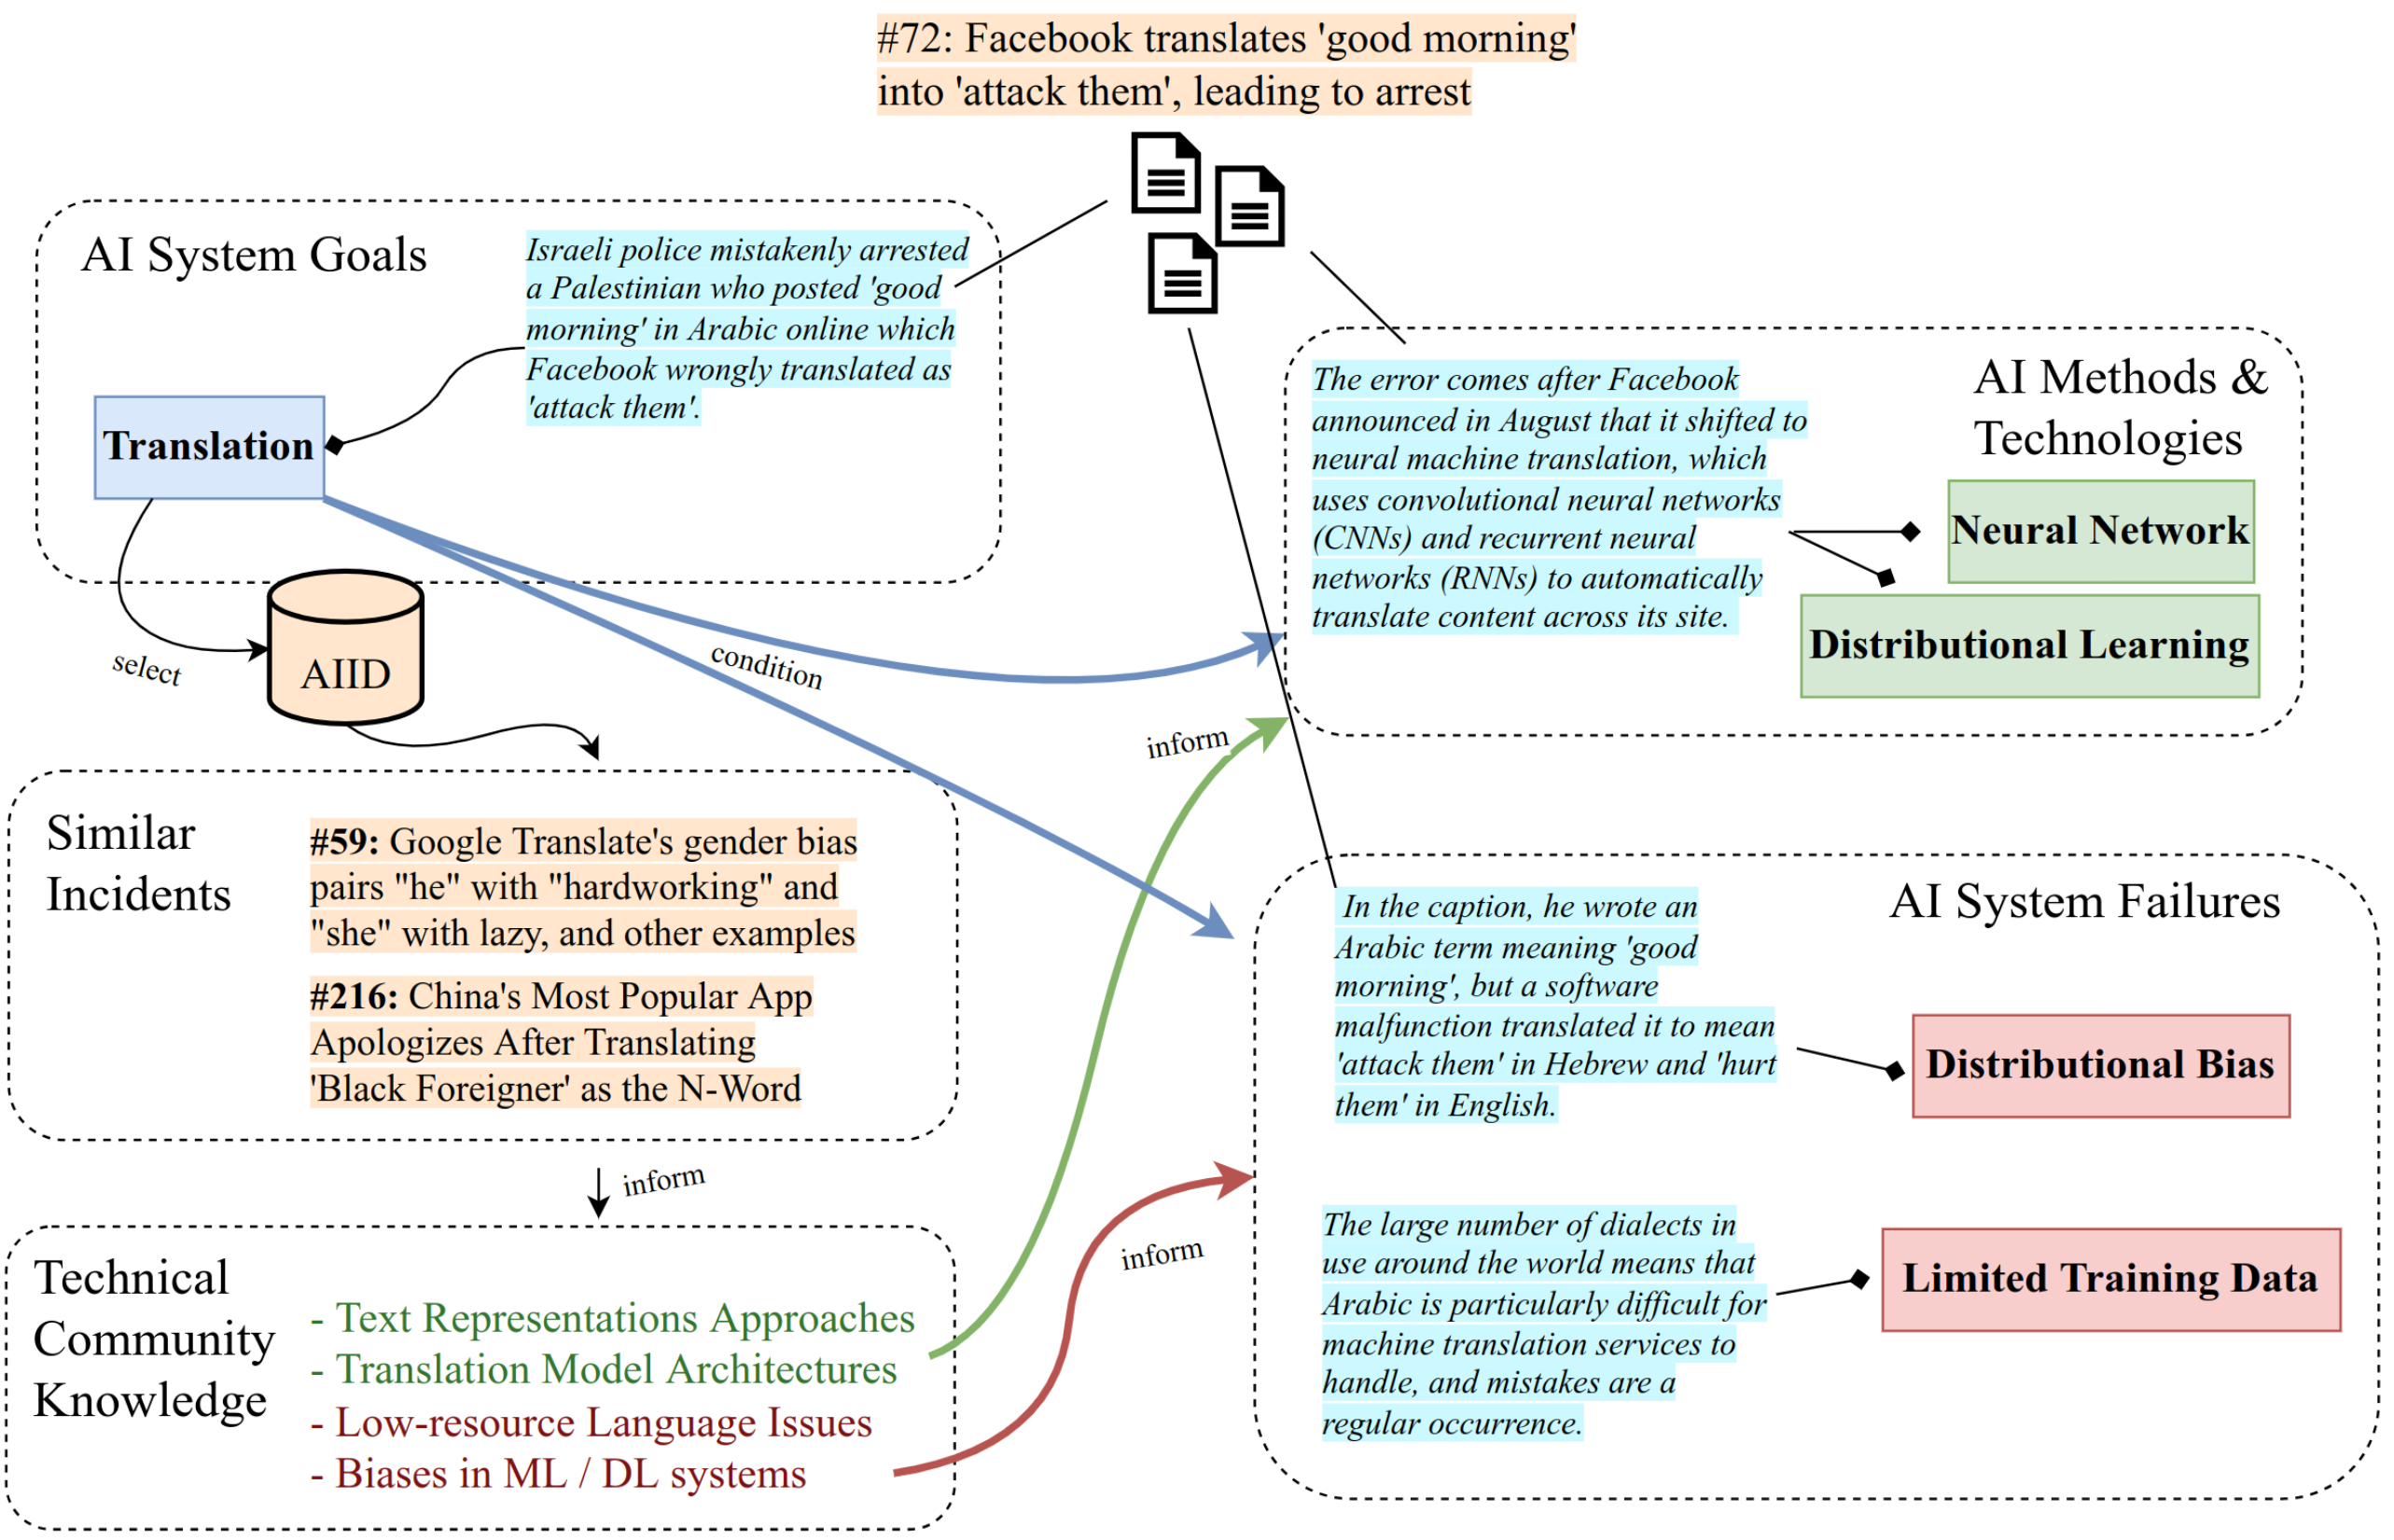 #72: Facebook translates 'good morning'
into 'attack them', leading to arrest
AI System Goals
Israeli police mistakenly arrested
a Palestinian who posted 'good
morning' in Arabic online which
Facebook wrongly translated as
'attack them'.
Translation
select
AIID
condition
AI Methods &
Technologies
The error comes after Facebook
announced in August that it shifted to
neural machine translation, which
uses convolutional neural networks
(CNNs) and recurrent neural
networks (RNNs) to automatically
translate content across its site.
Neural Network
Distributional Learning
inform
Similar
Incidents
#59: Google Translate's gender bias
pairs "he" with "hardworking" and
"she" with lazy, and other examples
#216: China's Most Popular App
Apologizes After Translating
'Black Foreigner' as the N-Word
inform
Technical
Community
Knowledge
- Text Representations Approaches
- Translation Model Architectures
- Low-resource Language Issues
- Biases in ML / DL systems
inform
AI System Failures
In the caption, he wrote an
Arabic term meaning 'good
morning', but a software
malfunction translated it to mean
'attack them' in Hebrew and 'hurt
them' in English.
Distributional Bias
The large number of dialects in
use around the world means that
Arabic is particularly difficult for
machine translation services to
handle, and mistakes are a
regular occurrence.
Limited Training Data